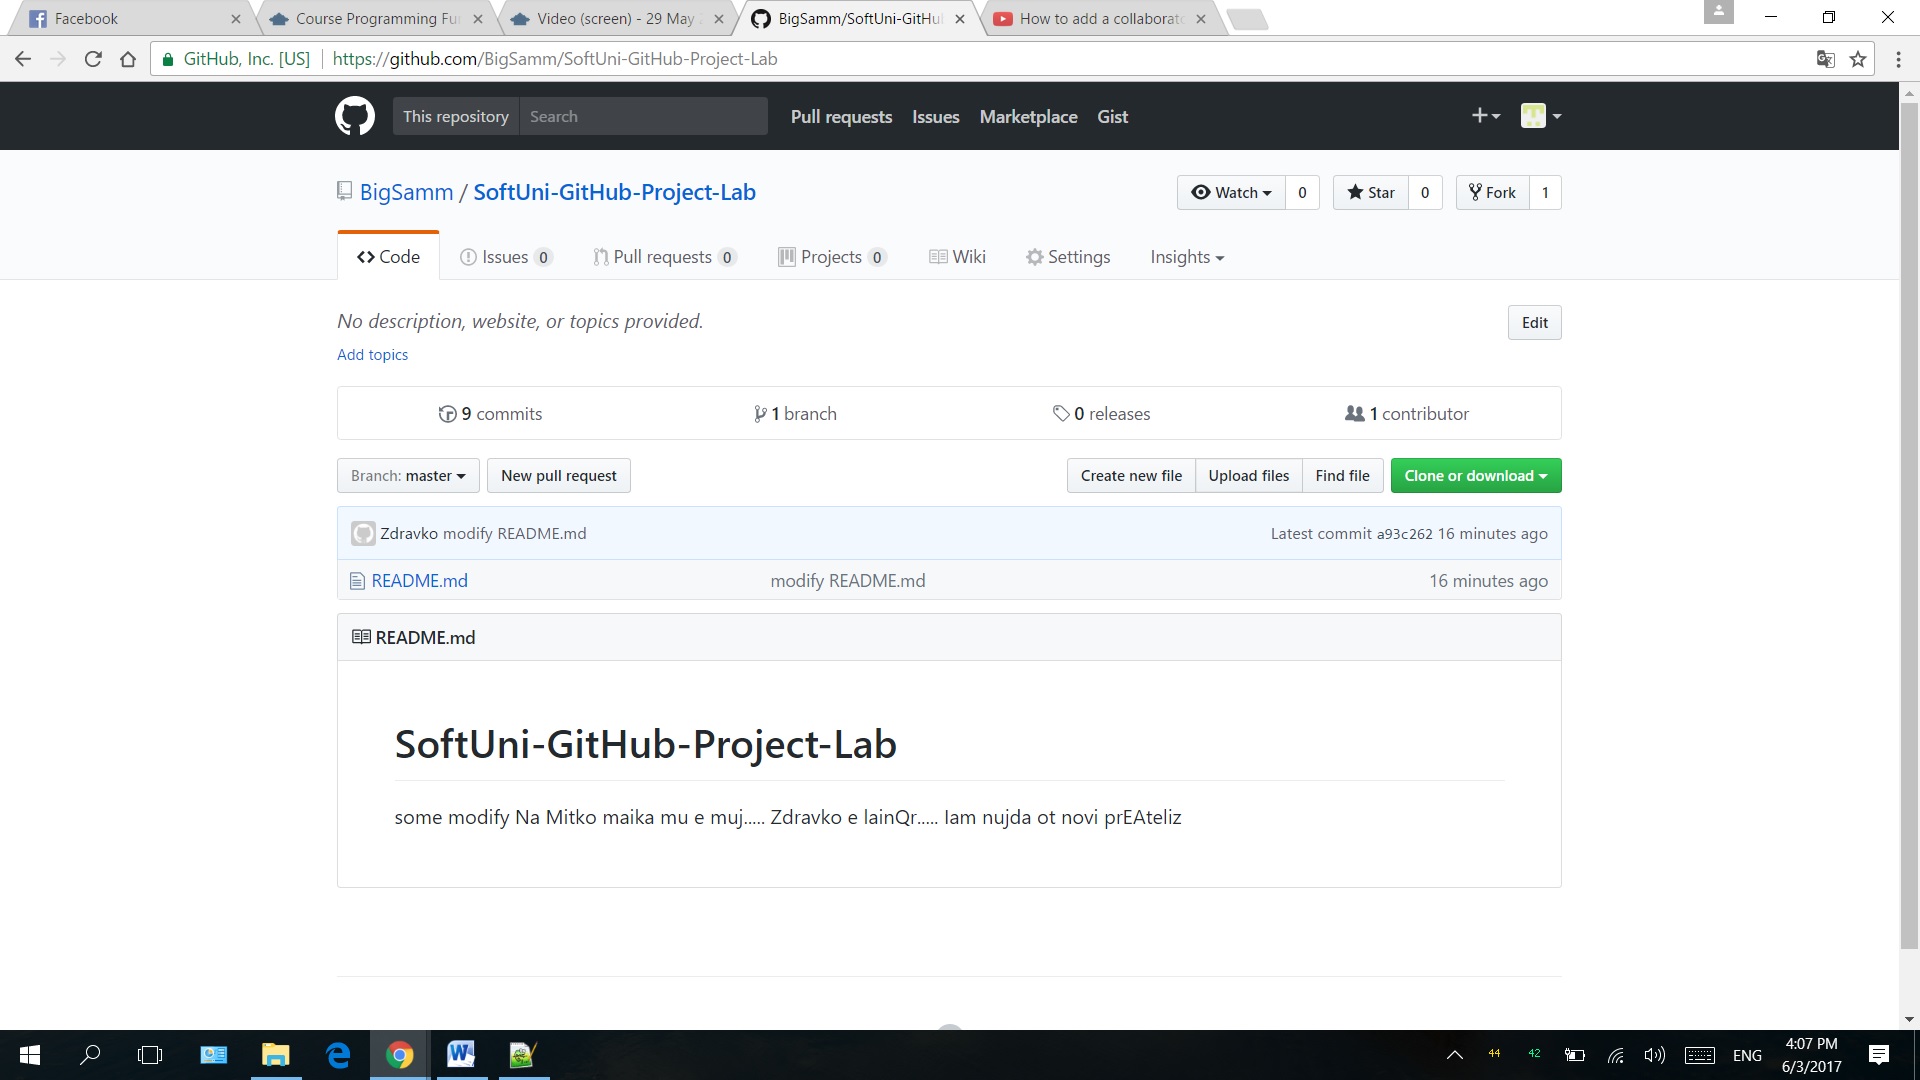 Facebook
Course Programming Fu
Video (screen) - 29 May 2
BigSamm/SoftUni-GitHu
How to add a collaborato
GitHub, Inc. [US]
https://github.com/BigSamm/SoftUni-GitHub-Project-Lab
This repository
Search
Pull requests
Issues
Marketplace
Gist
BigSamm / SoftUni-GitHub-Project-Lab
Watch 0
Star 0
Fork 1
Code
Issues 0
Pull requests 0
Projects 0
Wiki
Settings
Insights
No description, website, or topics provided.
Edit
Add topics
9 commits
1 branch
0 releases
1 contributor
Branch: master
New pull request
Create new file
Upload files
Find file
Clone or download
Zdravko modify README.md
Latest commit a93c262 16 minutes ago
README.md
modify README.md
16 minutes ago
README.md
SoftUni-GitHub-Project-Lab
some modify Na Mitko maika mu e muj..... Zdravko e lainQr..... Iam nujda ot novi prEAteliz
44
42
ENG
4:07 PM
6/3/2017